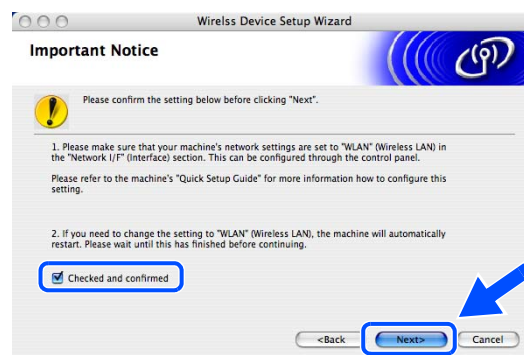 Wirelss Device Setup Wizard
Important Notice
Please confirm the setting below before clicking "Next".
1. Please make sure that your machine's network settings are set to "WLAN" (Wireless LAN) in
the "Network I/F" (Interface) section. This can be configured through the control panel.
Please refer to the machine's "Quick Setup Guide" for more information how to configure this
setting.
2. If you need to change the setting to "WLAN" (Wireless LAN), the machine will automatically
restart. Please wait until this has finished before continuing.
Checked and confirmed
<Back Next> Cancel